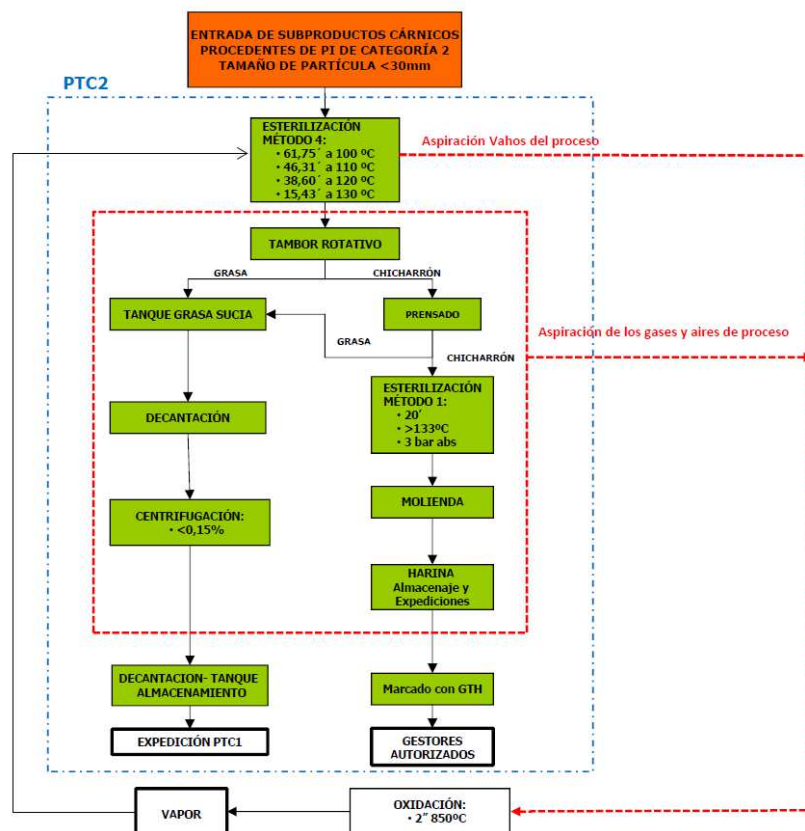 ENTRADA DE SUBPRODUCTOS CÁRNICOS
PROCEDENTES DE PI DE CATEGORÍA 2
TAMAÑO DE PARTÍCULA <30mm
PTC2
ESTERILIZACIÓN
MÉTODO 4:
· 61,75´ a 100 ºC
· 46,31´ a 110 ºC
· 38,60´ a 120 ºC
· 15,43´ a 130 ºC
Aspiración Vahos del proceso
TAMBOR ROTATIVO
GRASA
CHICHARRÓN
TANQUE GRASA SUCIA
PRENSADO
Aspiración de los gases y aires de proceso
GRASA
CHICHARRÓN
ESTERILIZACIÓN
MÉTODO 1:
· 20´
· >133ºC
· 3 bar abs
DECANTACIÓN
CENTRIFUGACIÓN:
· <0,15%
MOLIENDA
HARINA
Almacenaje y
Expediciones
DECANTACION- TANQUE
ALMACENAMIENTO
Marcado con GTH
EXPEDICIÓN PTC1
GESTORES
AUTORIZADOS
VAPOR
OXIDACIÓN:
· 2˝ 850ºC